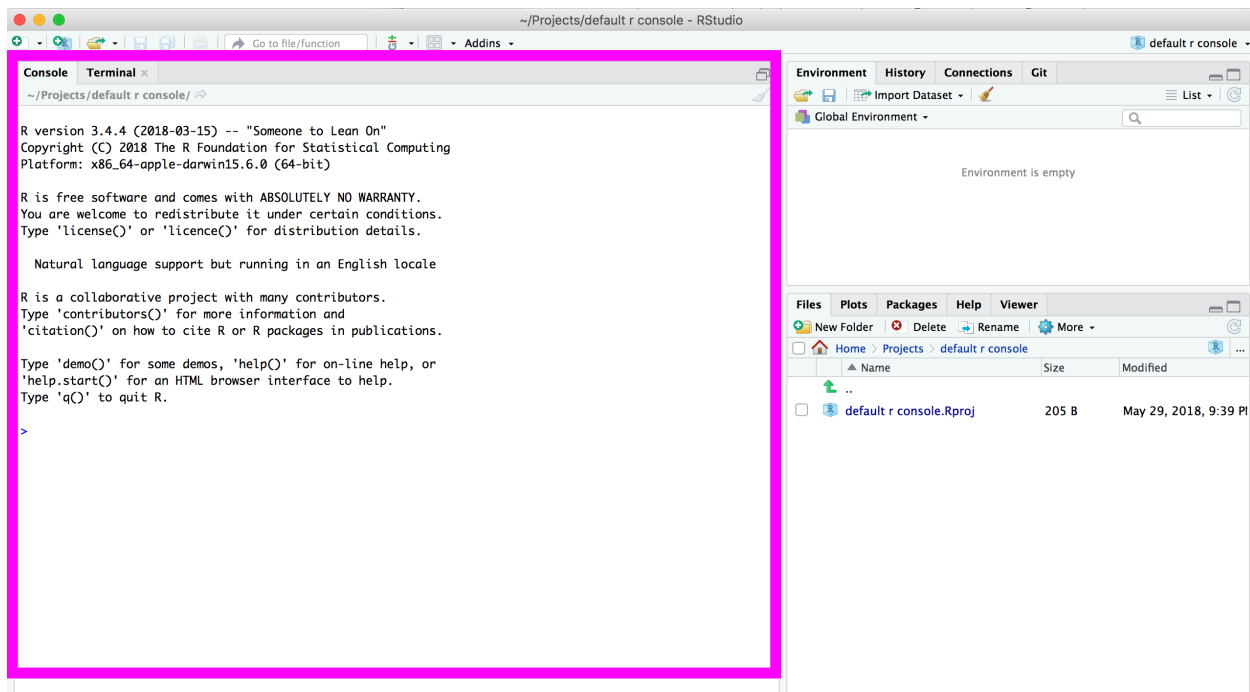 ~/Projects/default r console - RStudio
Go to file/function
Addins
default r console
Console Terminal
~/Projects/default r console/
R version 3.4.4 (2018-03-15) -- "Someone to Lean On"
Copyright (C) 2018 The R Foundation for Statistical Computing
Platform: x86_64-apple-darwin15.6.0 (64-bit)
R is free software and comes with ABSOLUTELY NO WARRANTY.
You are welcome to redistribute it under certain conditions.
Type 'license()' or 'licence()' for distribution details.
Natural language support but running in an English locale
R is a collaborative project with many contributors.
Type 'contributors()' for more information and
'citation()' on how to cite R or R packages in publications.
Type 'demo()' for some demos, 'help()' for on-line help, or
'help.start()' for an HTML browser interface to help.
Type 'q()' to quit R.
>
Environment History Connections Git
Import Dataset List
Global Environment
Environment is empty
Files Plots Packages Help Viewer
New Folder Delete Rename More
Home > Projects > default r console ...
Name Size Modified
..
default r console.Rproj 205 B May 29, 2018, 9:39 P